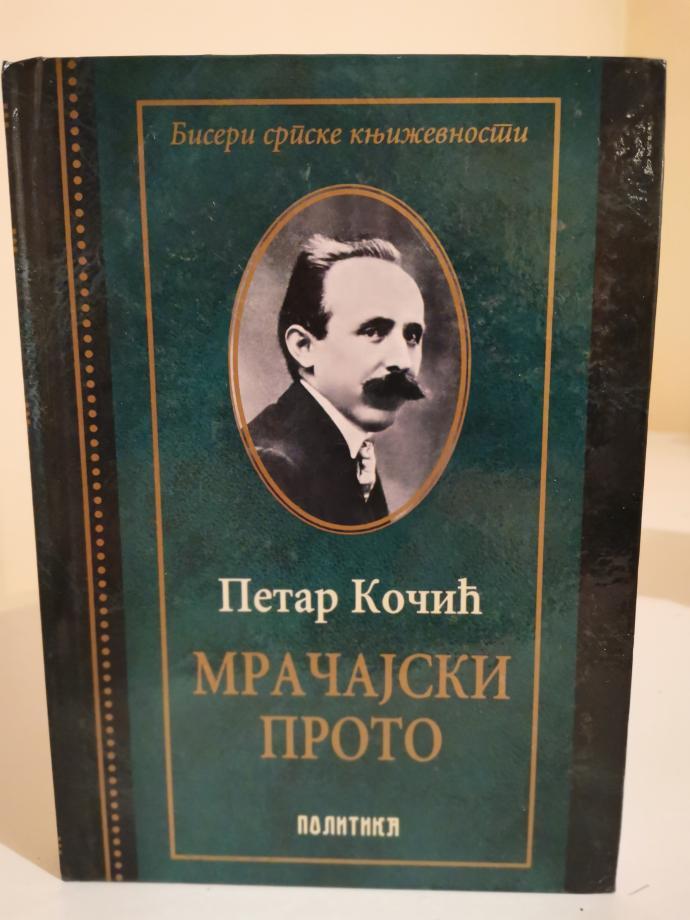 Бисери српске књижевности
Петар Кочић
МРАЧАЈСКИ
ПРОТО
ПОЛИТИКА